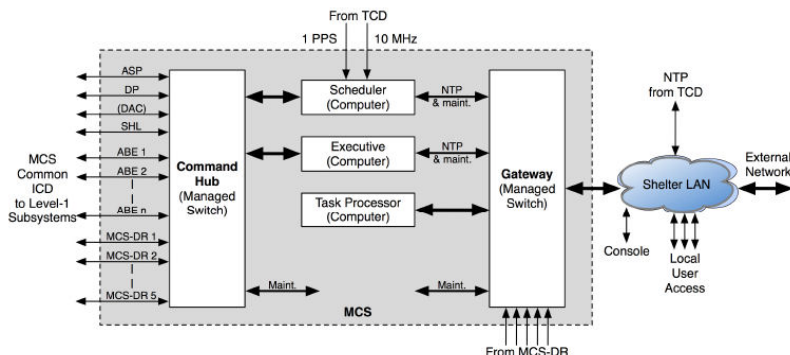 From TCD
1 PPS
10 MHz
ASP
DP
(DAC)
SHL
ABE 1
ABE 2
ABE n
MCS-DR 1
MCS-DR 2
MCS-DR 5
MCS
Common
ICD
to Level-1
Subsystems
Command
Hub
(Managed
Switch)
Scheduler
(Computer)
Executive
(Computer)
Task Processor
(Computer)
NTP
& maint.
NTP
& maint.
Maint.
Maint.
MCS
Gateway
(Managed
Switch)
From MCS-DR
NTP
from TCD
Shelter LAN
External
Network
Console
Local
User
Access